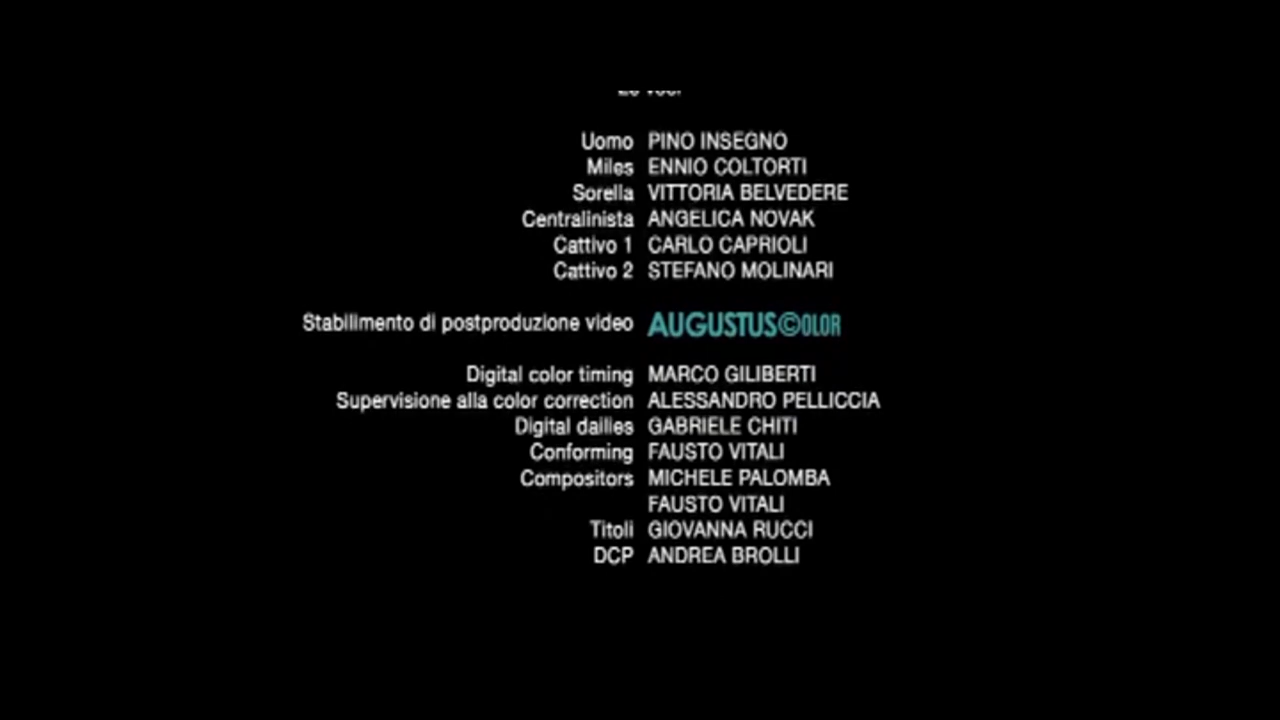 Uomo PINO INSEGNO
Miles ENNIO COLTORTI
Sorella VITTORIA BELVEDERE
Centralinista ANGELICA NOVAK
Cattivo 1 CARLO CAPRIOLI
Cattivo 2 STEFANO MOLINARI
Stabilimento di postproduzione video AUGUSTUS©OLOR
Digital color timing MARCO GILIBERTI
Supervisione alla color correction ALESSANDRO PELLICCIA
Digital dailies GABRIELE CHITI
Conforming FAUSTO VITALI
Compositors MICHELE PALOMBA
FAUSTO VITALI
Titoli GIOVANNA RUCCI
DCP ANDREA BROLLI